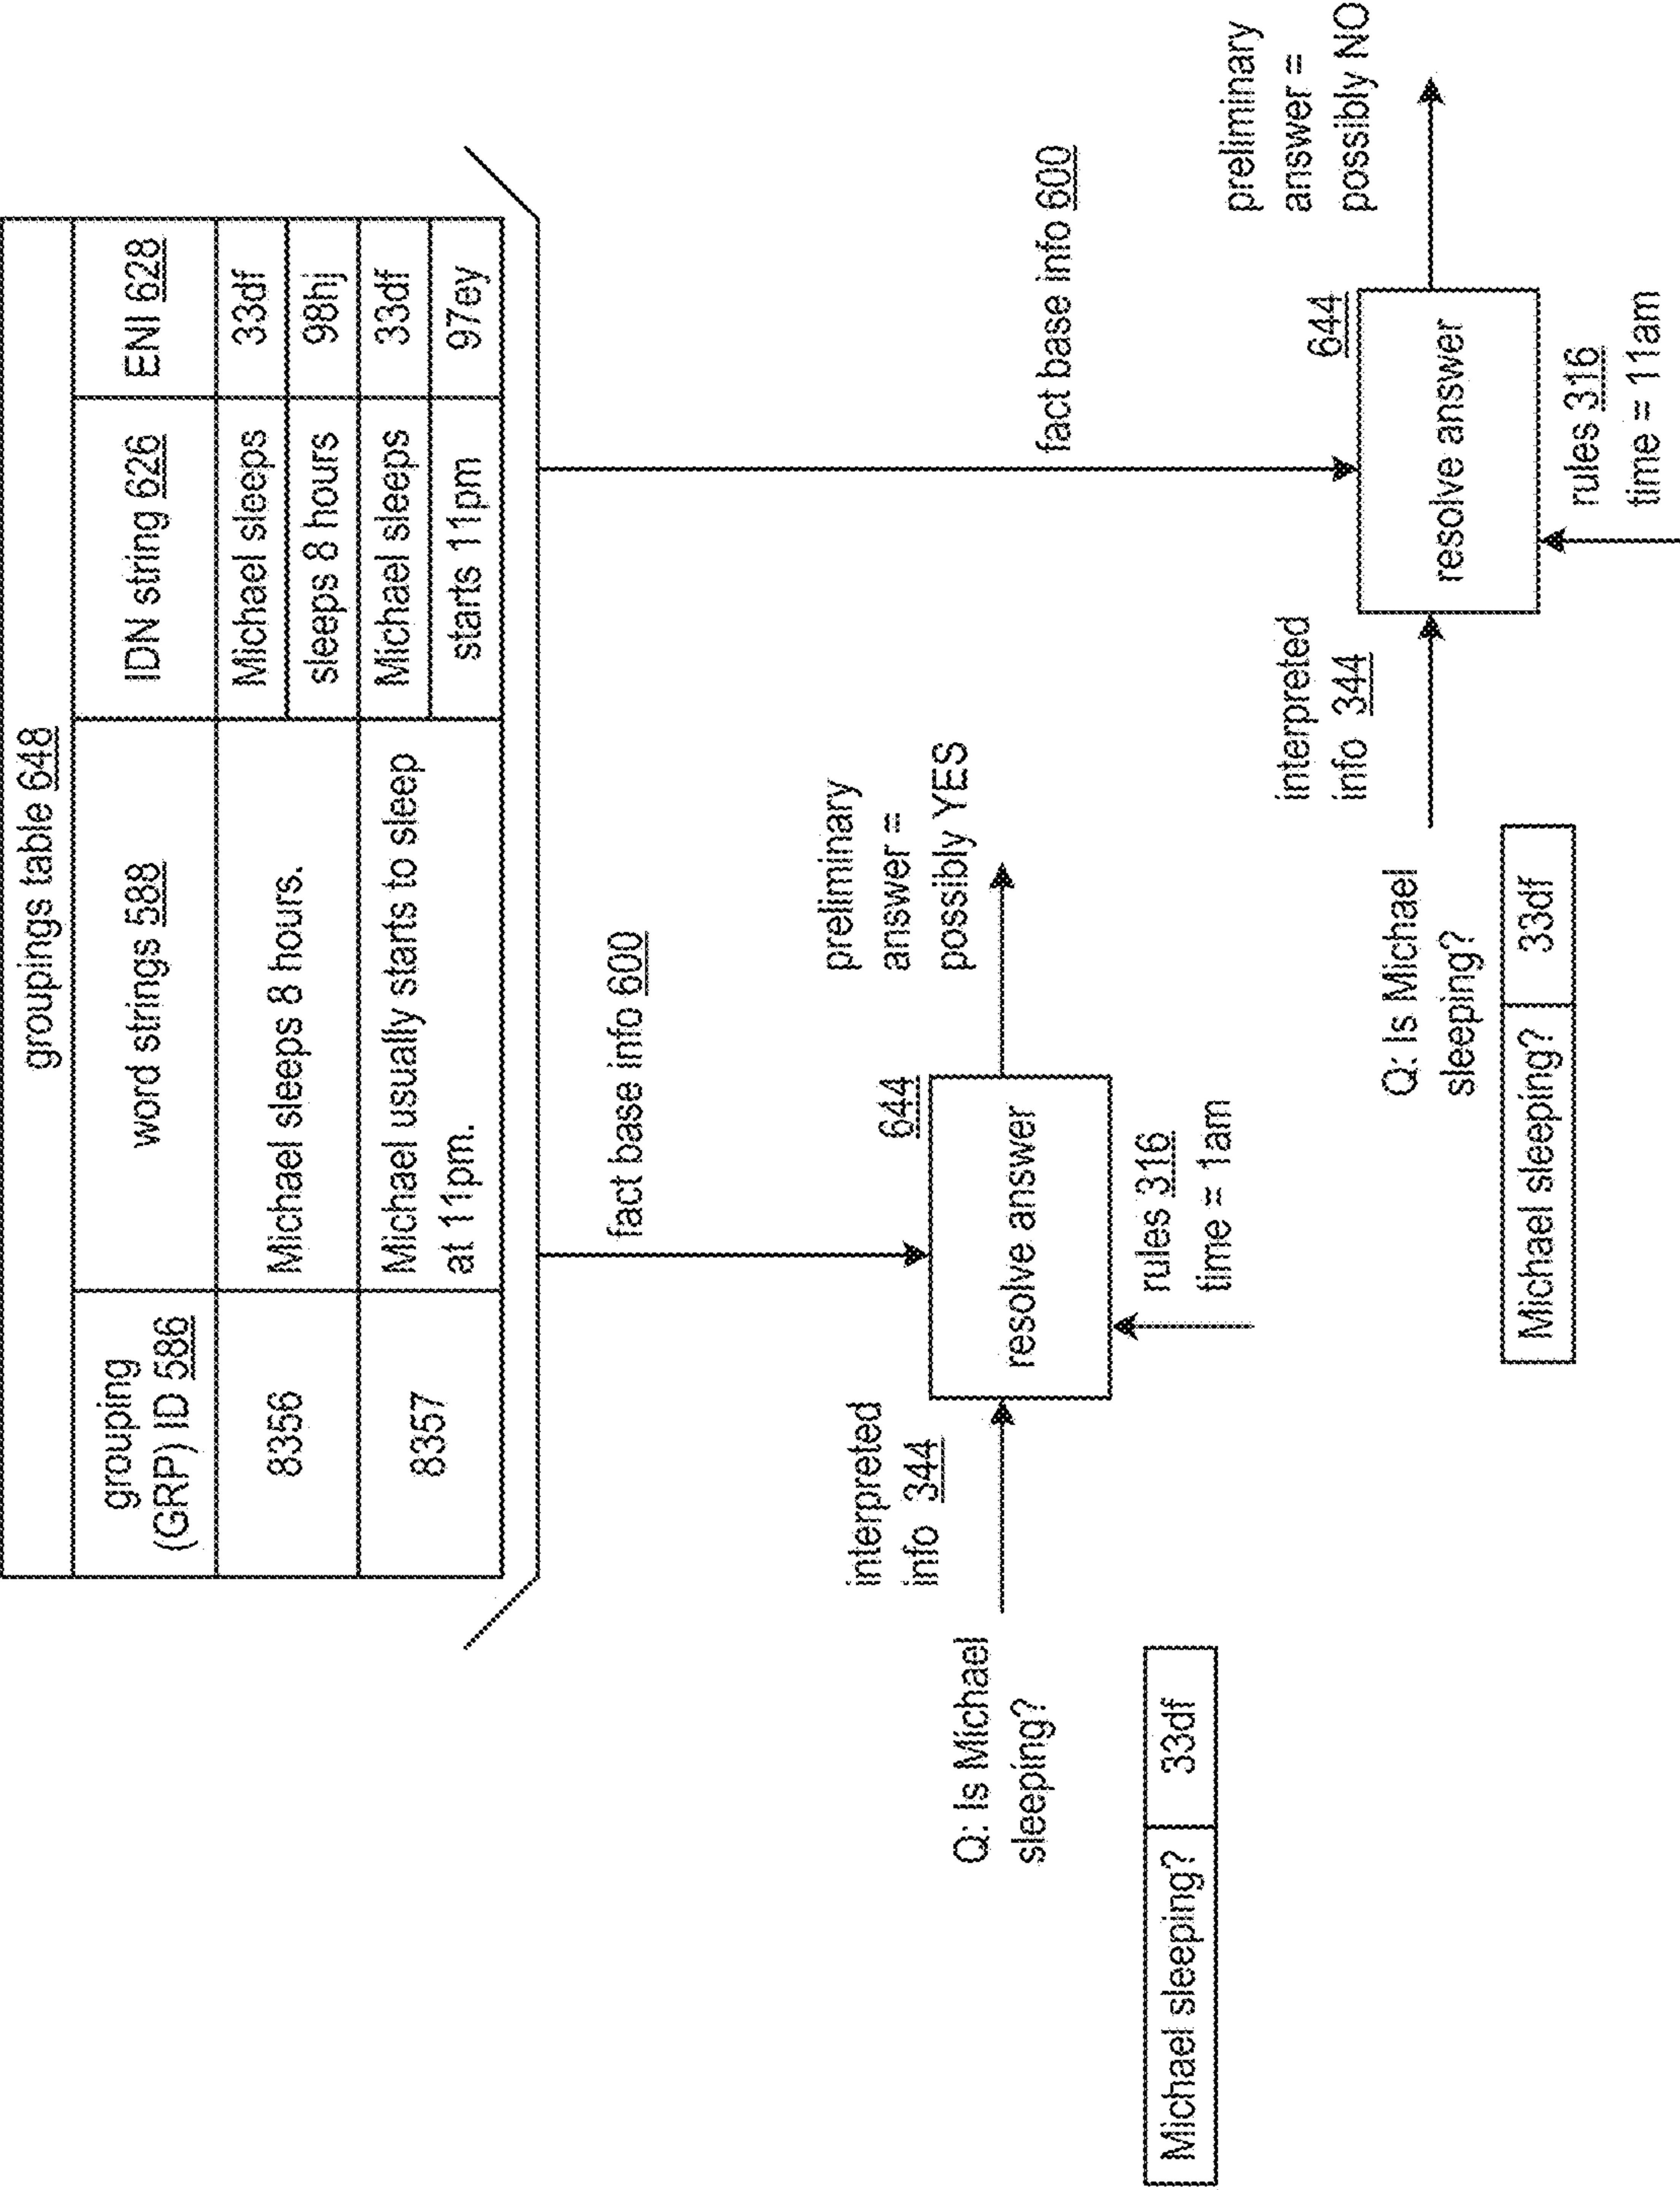 groupings table 648
grouping
(GRP) ID 586
word strings 588
IDN string 626
ENI 628
8356
Michael sleeps 8 hours.
Michael sleeps
33df
sleeps 8 hours
98hj
8357
Michael usually starts to sleep
at 11pm.
Michael sleeps
33df
starts 11pm
97ey
fact base info 600
fact base info 600
Q: Is Michael
sleeping?
interpreted
info 344
644
resolve answer
preliminary
answer =
possibly YES
rules 316
time = 1am
Michael sleeping?
33df
Q: Is Michael
sleeping?
interpreted
info 344
644
resolve answer
preliminary
answer =
possibly NO
rules 316
time = 11am
Michael sleeping?
33df